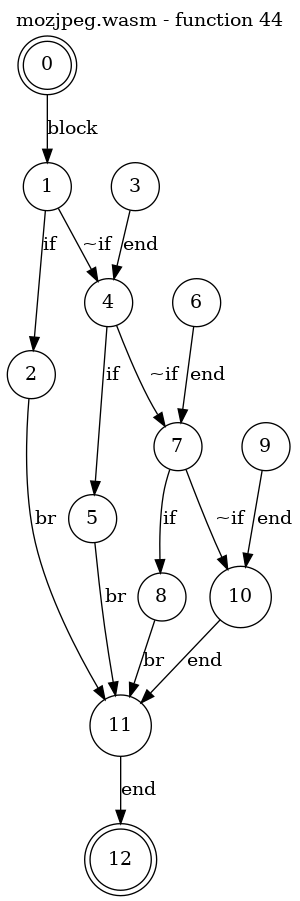 mozjpeg.wasm - function 44
0
block
1
3
if
~if
end
4
6
2
if
~if
end
7
9
5
if
~if
end
br
8
10
br
br
end
11
end
12